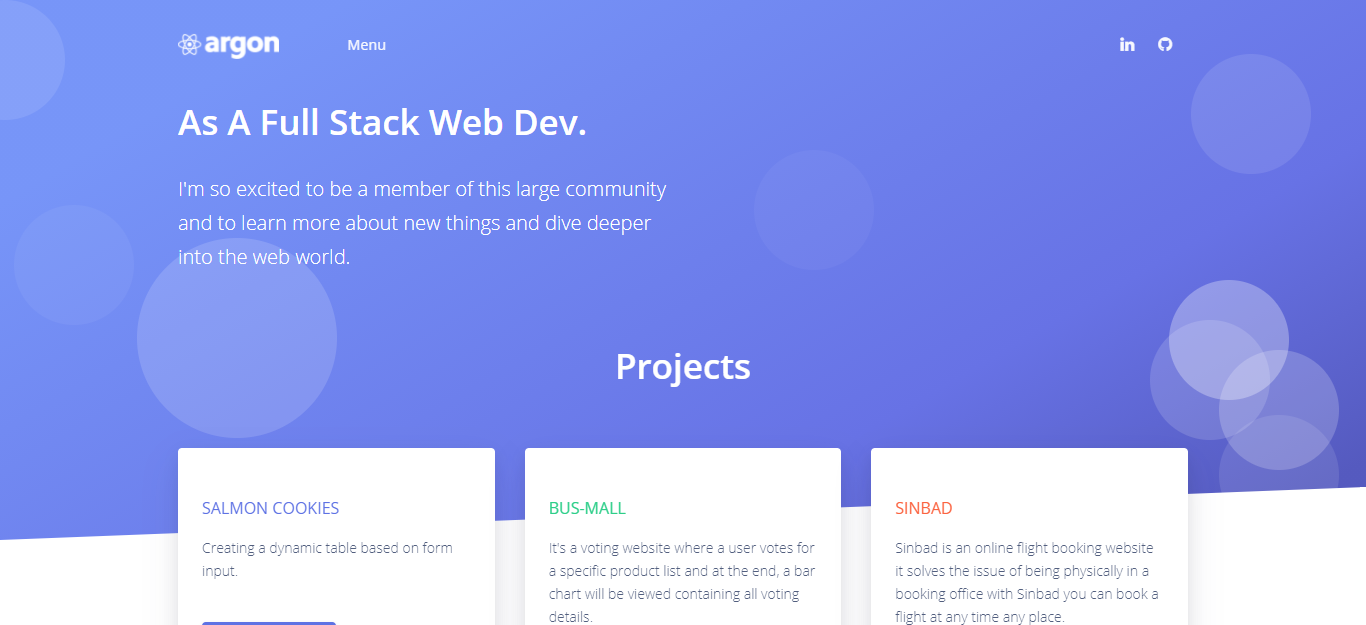 argon
Menu
in
As A Full Stack Web Dev.
I'm so excited to be a member of this large community
and to learn more about new things and dive deeper
into the web world.
Projects
SALMON COOKIES
Creating a dynamic table based on form
input.
BUS-MALL
It's a voting website where a user votes for
a specific product list and at the end, a bar
chart will be viewed containing all voting
details.
SINBAD
Sinbad is an online flight booking website
it solves the issue of being physically in a
booking office with Sinbad you can book a
flight at any time any place.